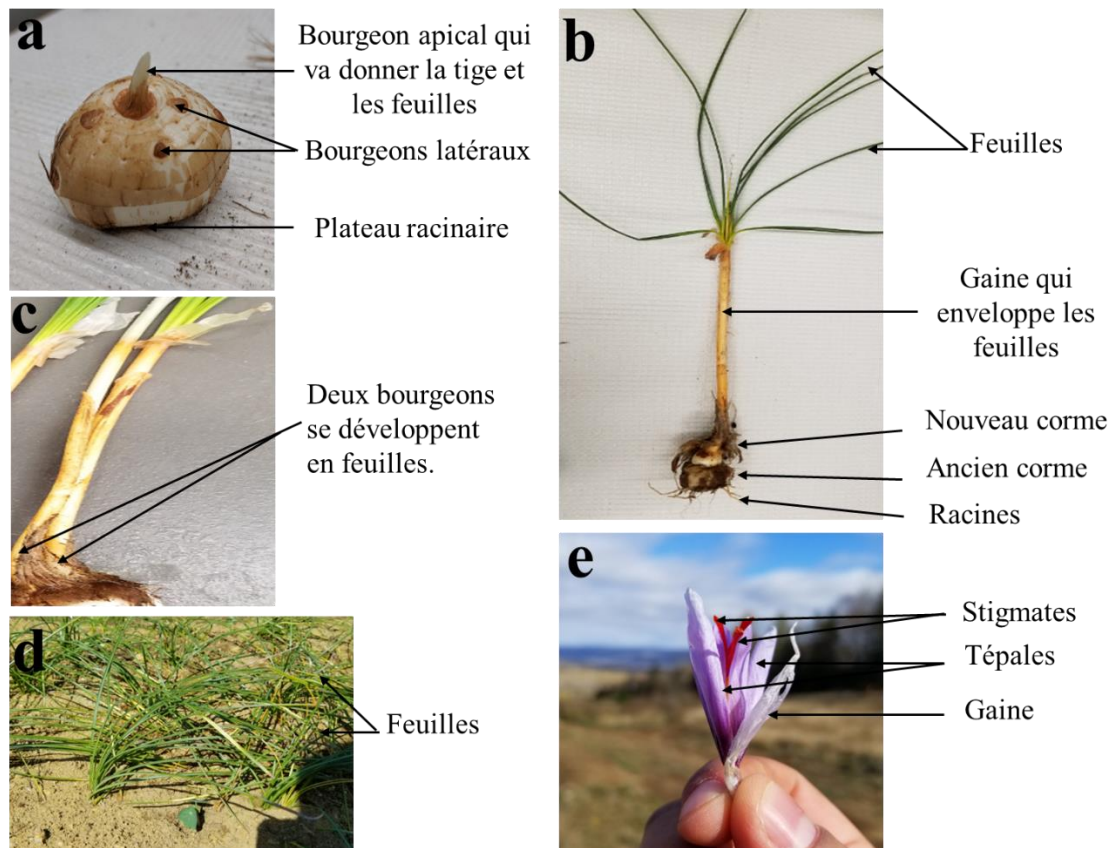 a
Bourgeon apical qui
va donner la tige et
les feuilles
Bourgeons latéraux
Plateau racinaire
b
Feuilles
Gaine qui
enveloppe les
feuilles
Nouveau corme
Ancien corme
Racines
c
Deux bourgeons
se développent
en feuilles.
d
Feuilles
e
Stigmates
Tépales
Gaine